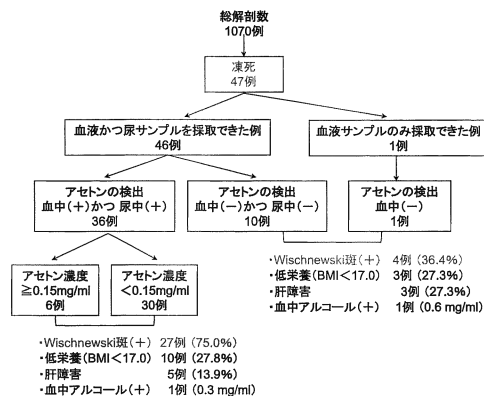 総解剖数
1070例
凍死
47例
血液かつ尿サンプルを採取できた例
46例
血液サンプルのみ採取できた例
1例
アセトンの検出
血中(＋)かつ 尿中(＋)
36例
アセトンの検出
血中(－)かつ 尿中(－)
10例
アセトンの検出
血中(－)
1例
・Wischnewski斑(＋) 4例 (36.4%)
・低栄養(BMI＜17.0) 3例 (27.3%)
・肝障害 3例 (27.3%)
・血中アルコール(＋) 1例 (0.6 mg/ml)
アセトン濃度
≧0.15mg/ml
6例
アセトン濃度
＜0.15mg/ml
30例
・Wischnewski斑(＋) 27例 (75.0%)
・低栄養(BMI＜17.0) 10例 (27.8%)
・肝障害 5例 (13.9%)
・血中アルコール(＋) 1例 (0.3 mg/ml)